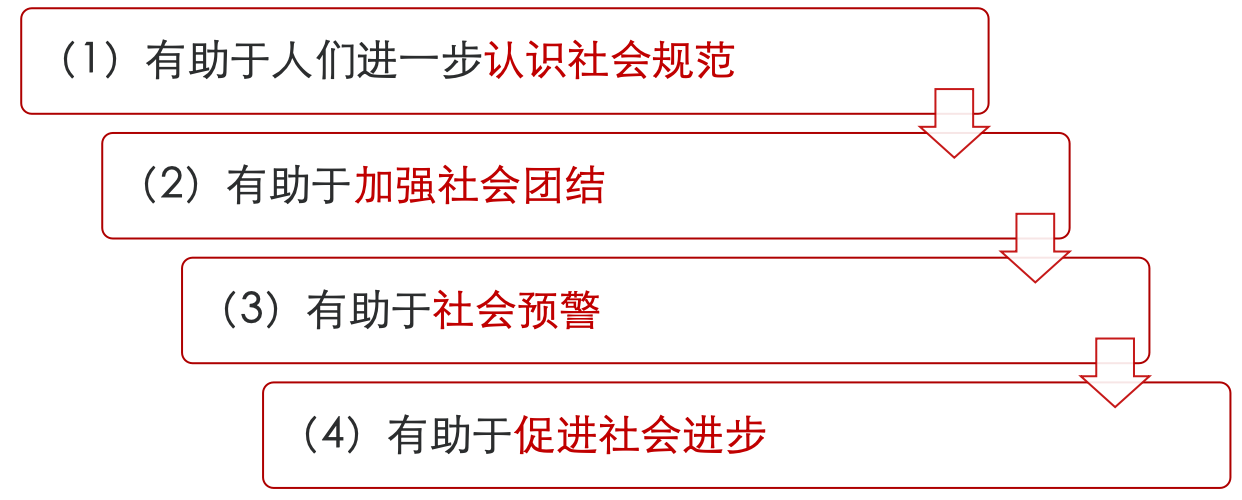 （1）有助于人们进一步认识社会规范
（2）有助于加强社会团结
（3）有助于社会预警
（4）有助于促进社会进步